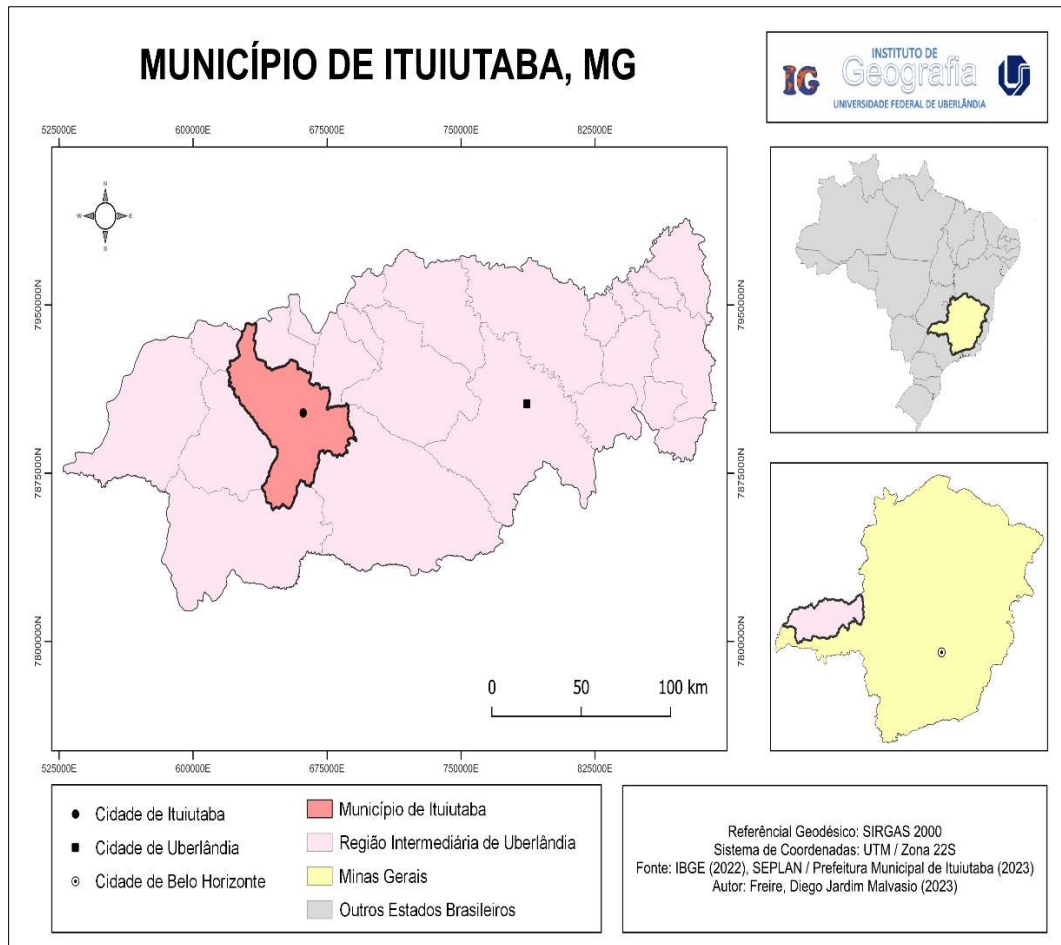 MUNICÍPIO DE ITUIUTABA, MG
IG
INSTITUTO DE
Geografia
UNIVERSIDADE FEDERAL DE UBERLÂNDIA
525000E 600000E 675000E 750000E 825000E
N
W E
S
7950000N 7950000N
7875000N 7875000N
7800000N 7800000N
0 50 100 km
525000E 600000E 675000E 750000E 825000E
Cidade de Ituiutaba
Cidade de Uberlândia
Cidade de Belo Horizonte
Município de Ituiutaba
Região Intermediária de Uberlândia
Minas Gerais
Outros Estados Brasileiros
Referêncial Geodésico: SIRGAS 2000
Sistema de Coordenadas: UTM / Zona 22S
Fonte: IBGE (2022), SEPLAN / Prefeitura Municipal de Ituiutaba (2023)
Autor: Freire, Diego Jardim Malvasio (2023)